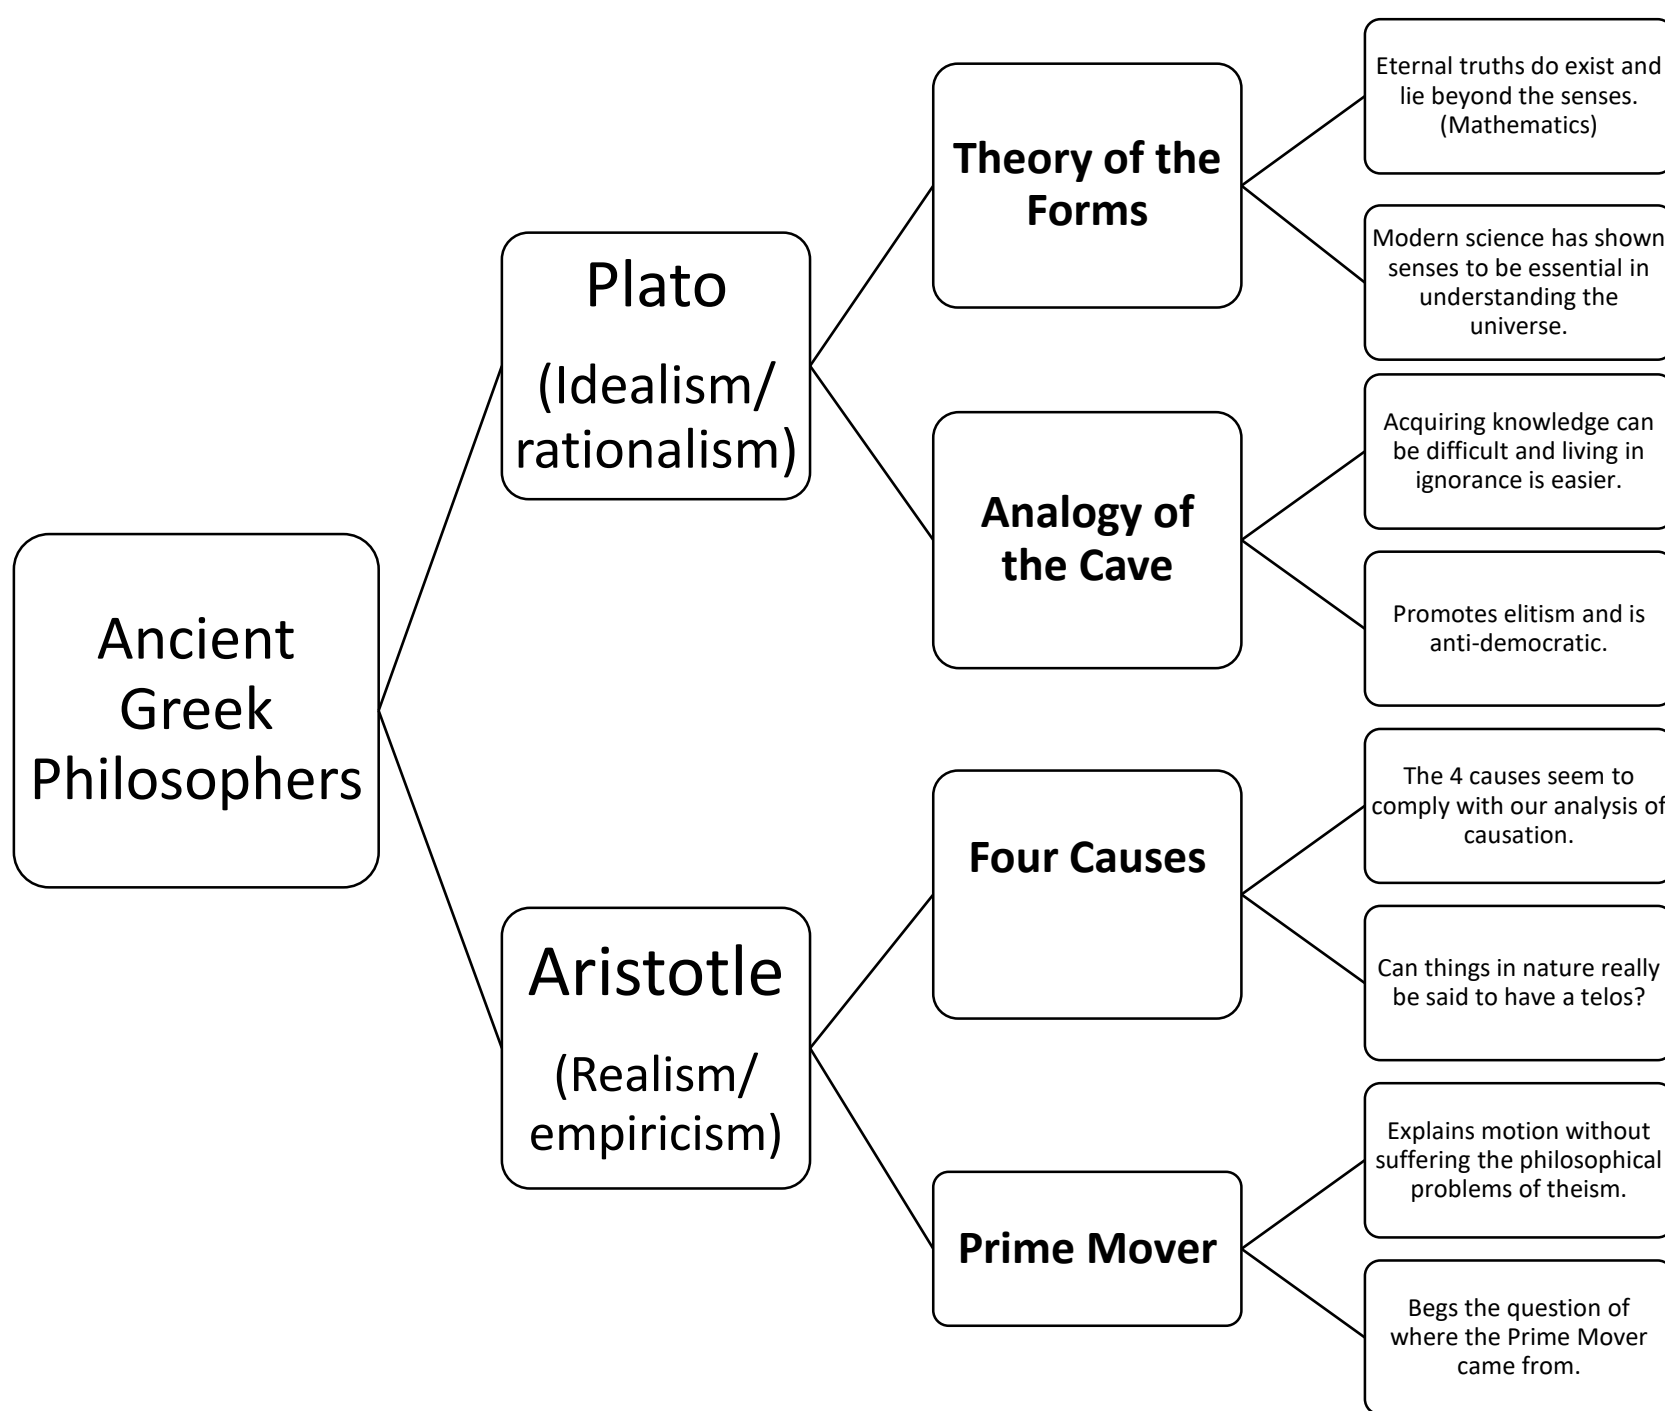 Ancient
Greek
Philosophers
Plato
(Idealism/
rationalism)
Theory of the
Forms
Eternal truths do exist and
lie beyond the senses.
(Mathematics)
Modern science has shown
senses to be essential in
understanding the
universe.
Analogy of
the Cave
Acquiring knowledge can
be difficult and living in
ignorance is easier.
Promotes elitism and is
anti-democratic.
Aristotle
(Realism/
empiricism)
Four Causes
The 4 causes seem to
comply with our analysis of
causation.
Can things in nature really
be said to have a telos?
Prime Mover
Explains motion without
suffering the philosophical
problems of theism.
Begs the question of
where the Prime Mover
came from.